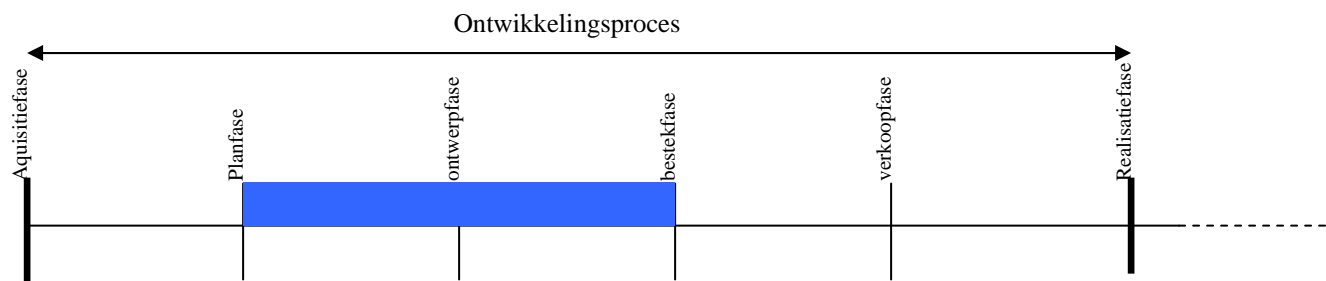 Ontwikkelingsproces
Aquisitiefase
Planfase
ontwerpfase
bestekfase
verkoopfase
Realisatiefase